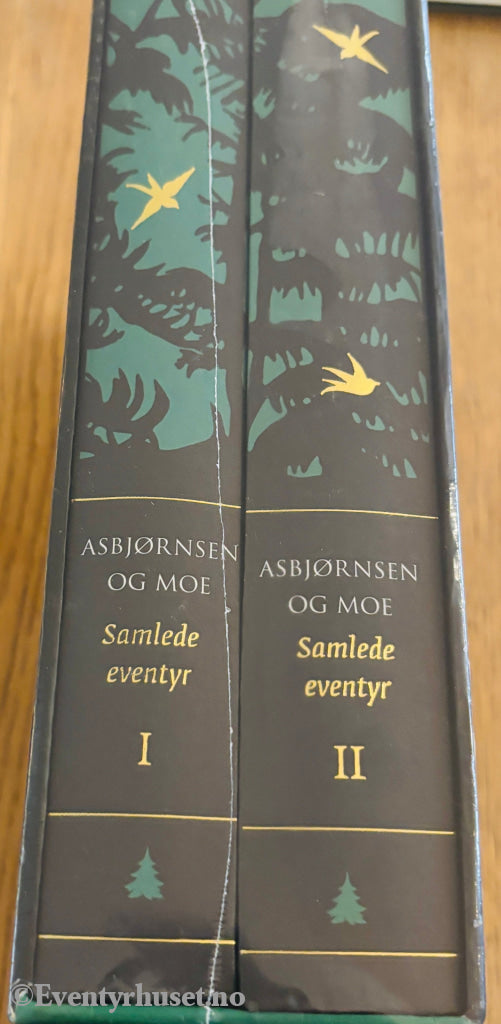 ASBJØRNSEN
OG MOE
Samlede
eventyr
I
ASBJØRNSEN
OG MOE
Samlede
eventyr
II
©Eventyrhuset.no